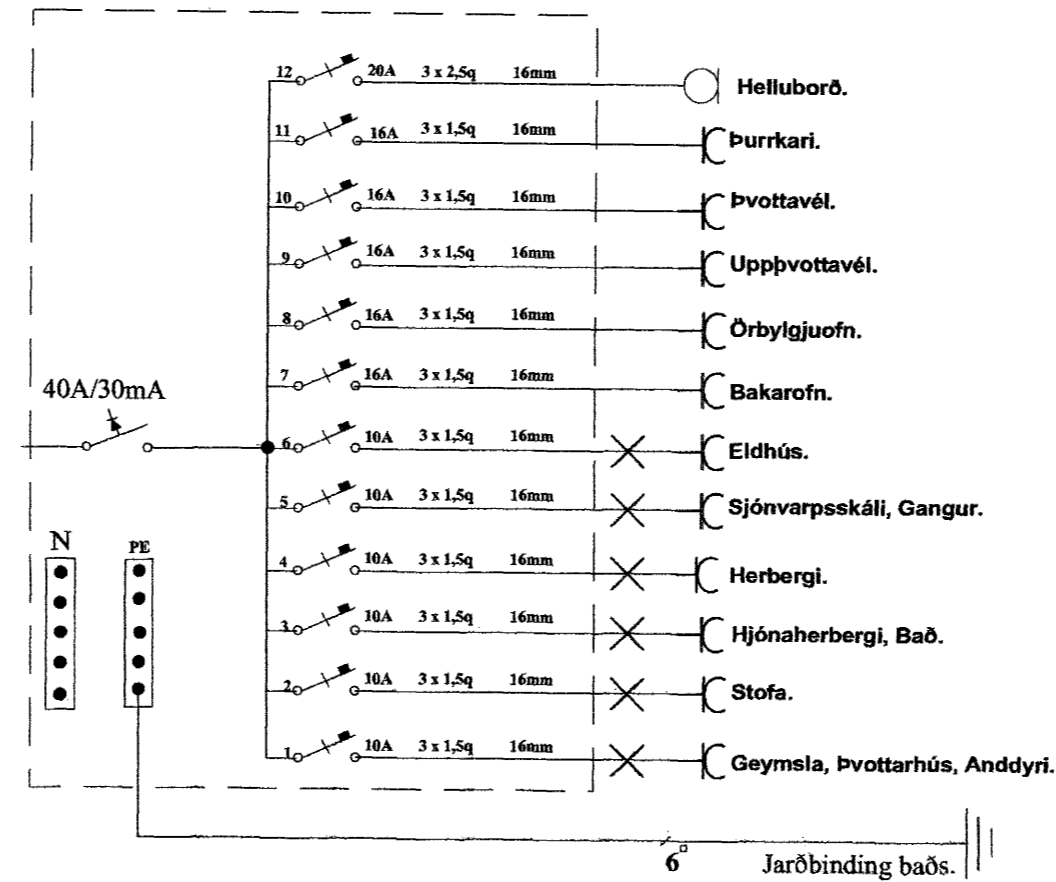 12 20A 3 x 2,5q 16mm Helluborð.
11 16A 3 x 1,5q 16mm Þurrkari.
10 16A 3 x 1,5q 16mm Þvottavél.
9 16A 3 x 1,5q 16mm Uppþvottavél.
8 16A 3 x 1,5q 16mm Örbylgjuofn.
7 16A 3 x 1,5q 16mm Bakarofn.
40A/30mA
6 10A 3 x 1,5q 16mm Eldhús.
5 10A 3 x 1,5q 16mm Sjónvarpsskáli, Gangur.
N PE
4 10A 3 x 1,5q 16mm Herbergi.
3 10A 3 x 1,5q 16mm Hjónaherbergi, Bað.
2 10A 3 x 1,5q 16mm Stofa.
1 10A 3 x 1,5q 16mm Geymsla, Þvottarhús, Anddyri.
6□ Jarðbinding baðs.